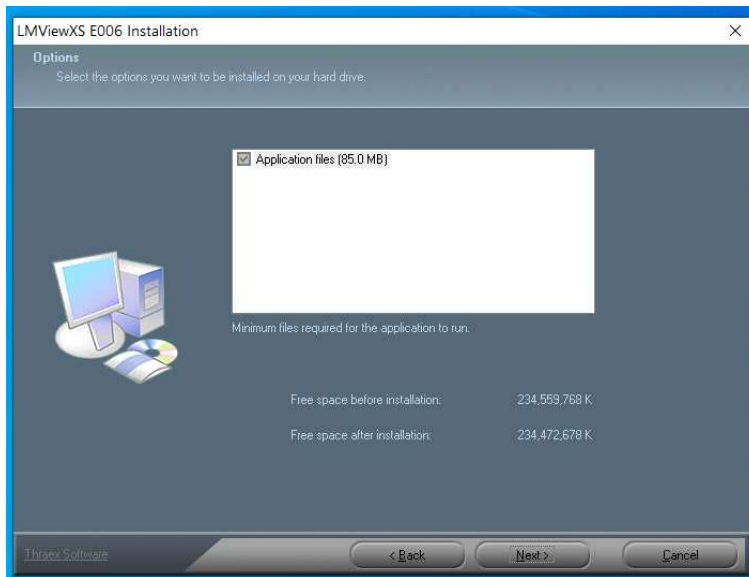 LMViewXS E006 Installation
Options
Select the options you want to be installed on your hard drive.
Application files (85.0 MB)
Minimum files required for the application to run.
Free space before installation: 234,559,768 K
Free space after installation: 234,472,678 K
Thraex Software
< Back
Next >
Cancel